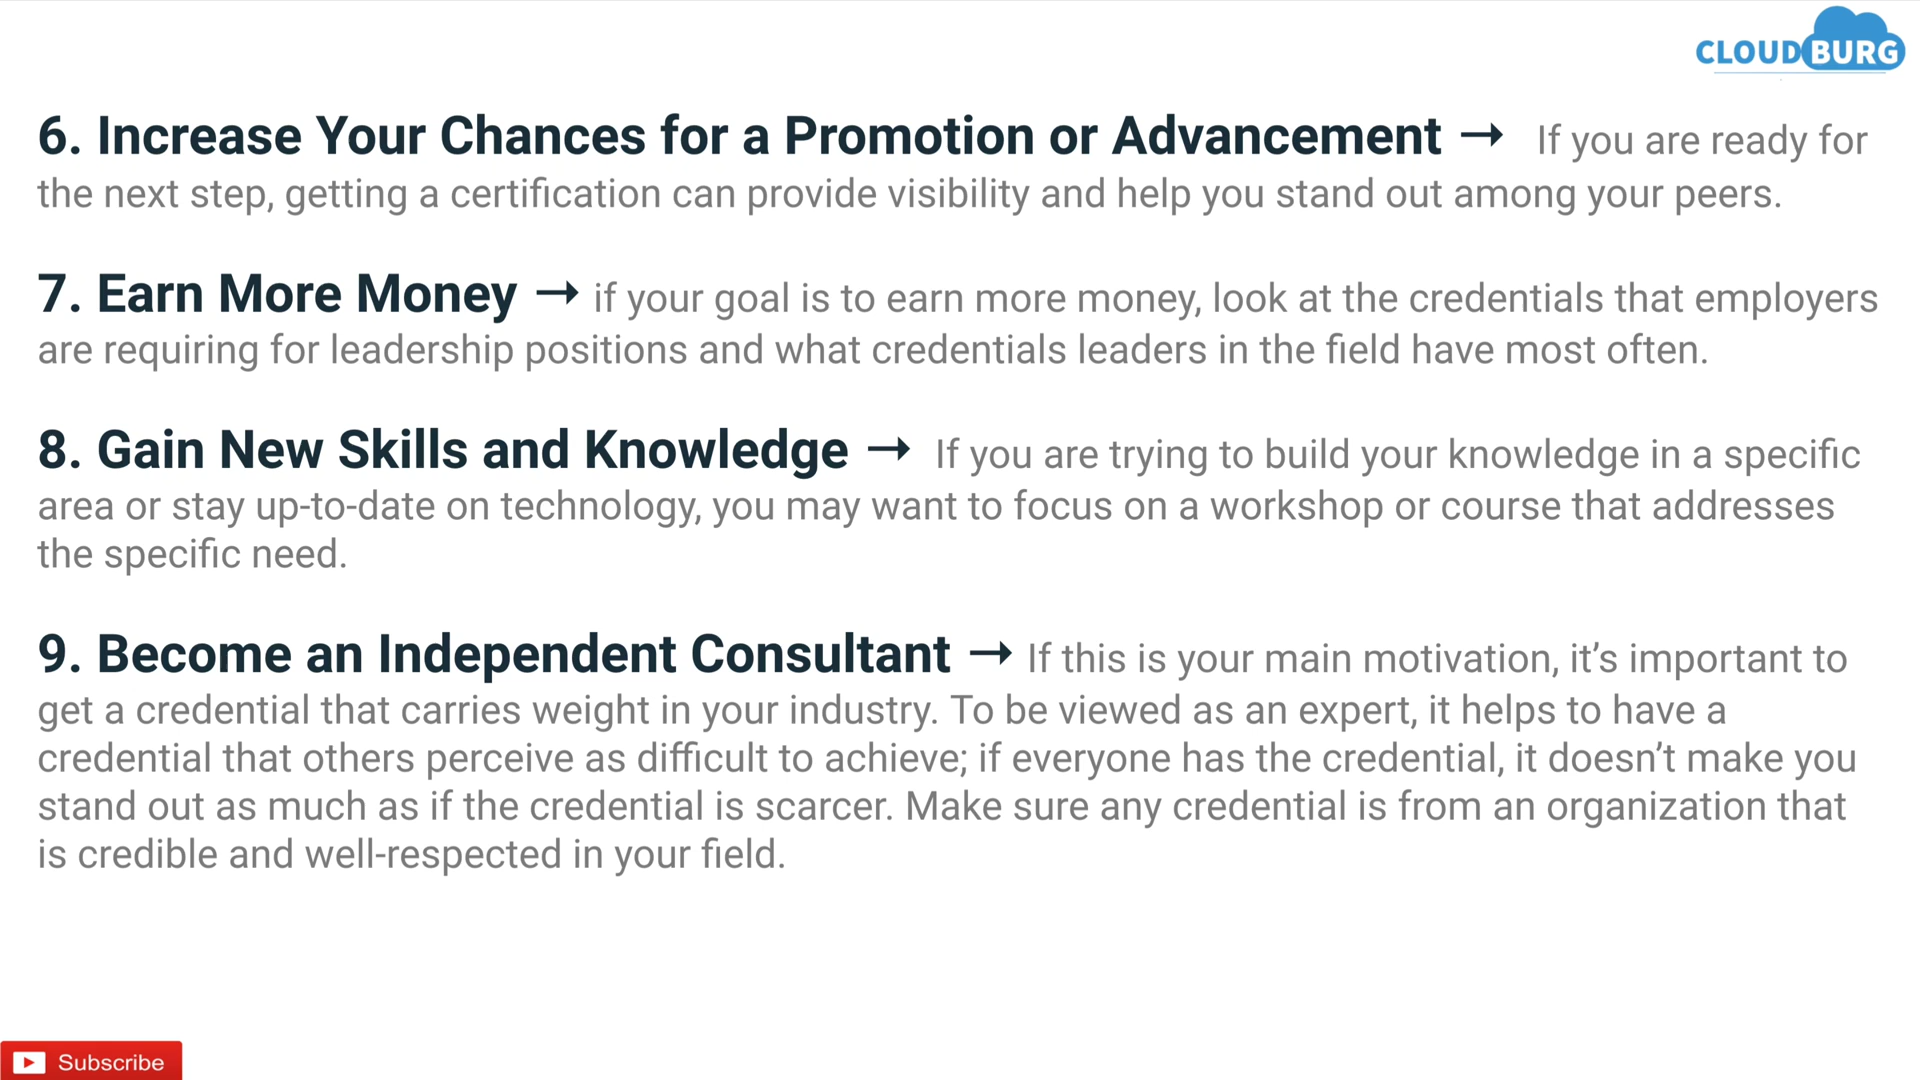 CLOUDBURG
6. Increase Your Chances for a Promotion or Advancement → If you are ready for
the next step, getting a certification can provide visibility and help you stand out among your peers.
7. Earn More Money → if your goal is to earn more money, look at the credentials that employers
are requiring for leadership positions and what credentials leaders in the field have most often.
8. Gain New Skills and Knowledge → If you are trying to build your knowledge in a specific
area or stay up-to-date on technology, you may want to focus on a workshop or course that addresses
the specific need.
9. Become an Independent Consultant → If this is your main motivation, it’s important to
get a credential that carries weight in your industry. To be viewed as an expert, it helps to have a
credential that others perceive as difficult to achieve; if everyone has the credential, it doesn’t make you
stand out as much as if the credential is scarcer. Make sure any credential is from an organization that
is credible and well-respected in your field.
Subscribe